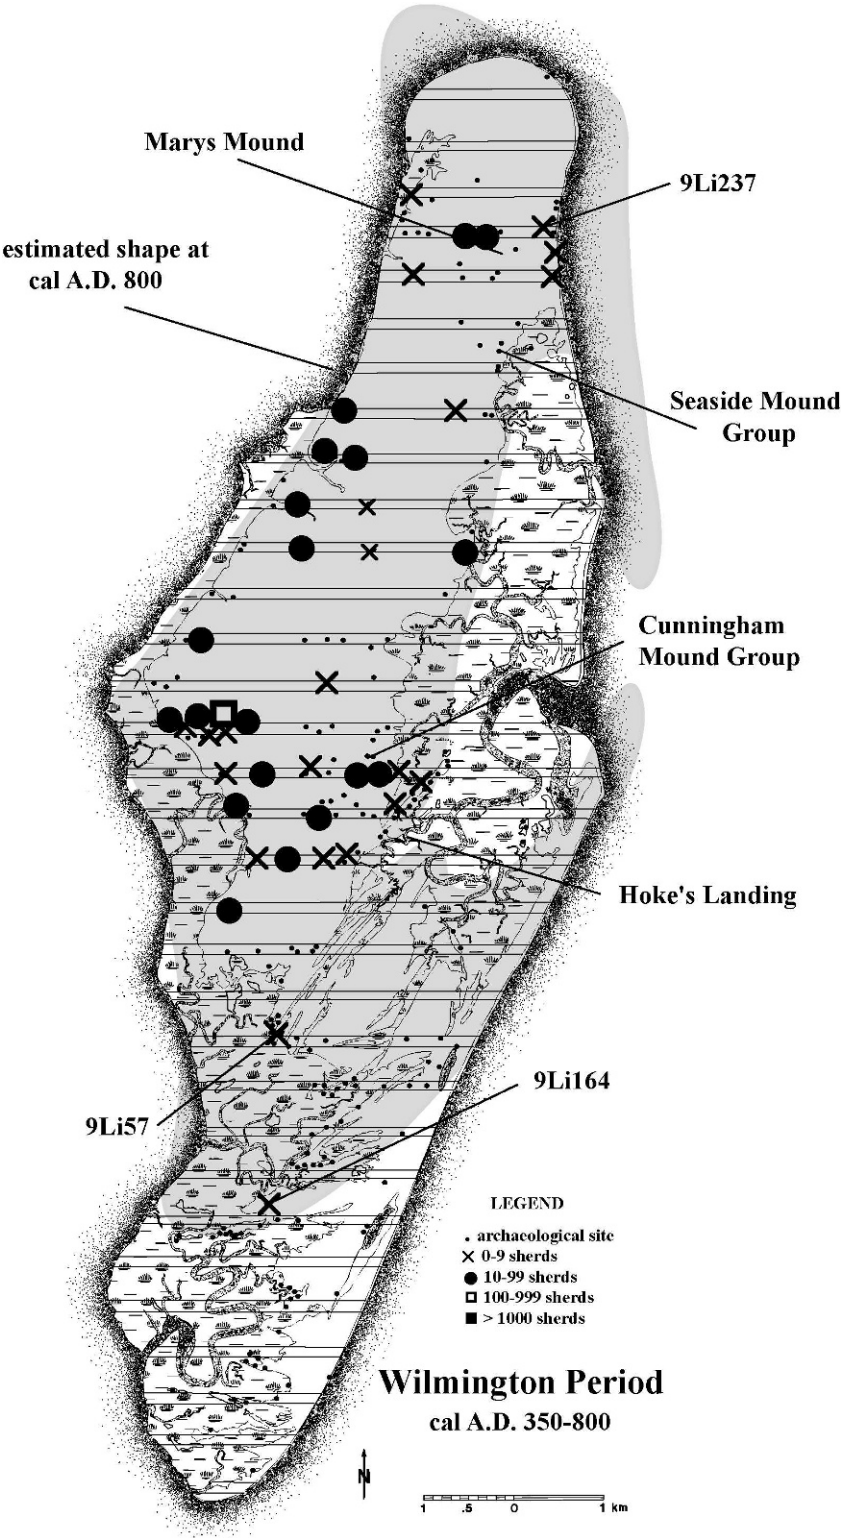 Marys Mound
9Li237
estimated shape at
cal A.D. 800
Seaside Mound
Group
Cunningham
Mound Group
Hoke's Landing
9Li164
9Li57
LEGEND
. archaeological site
0-9 sherds
10-99 sherds
100-999 sherds
> 1000 sherds
Wilmington Period
cal A.D. 350-800
N
1 .5 0 1 km